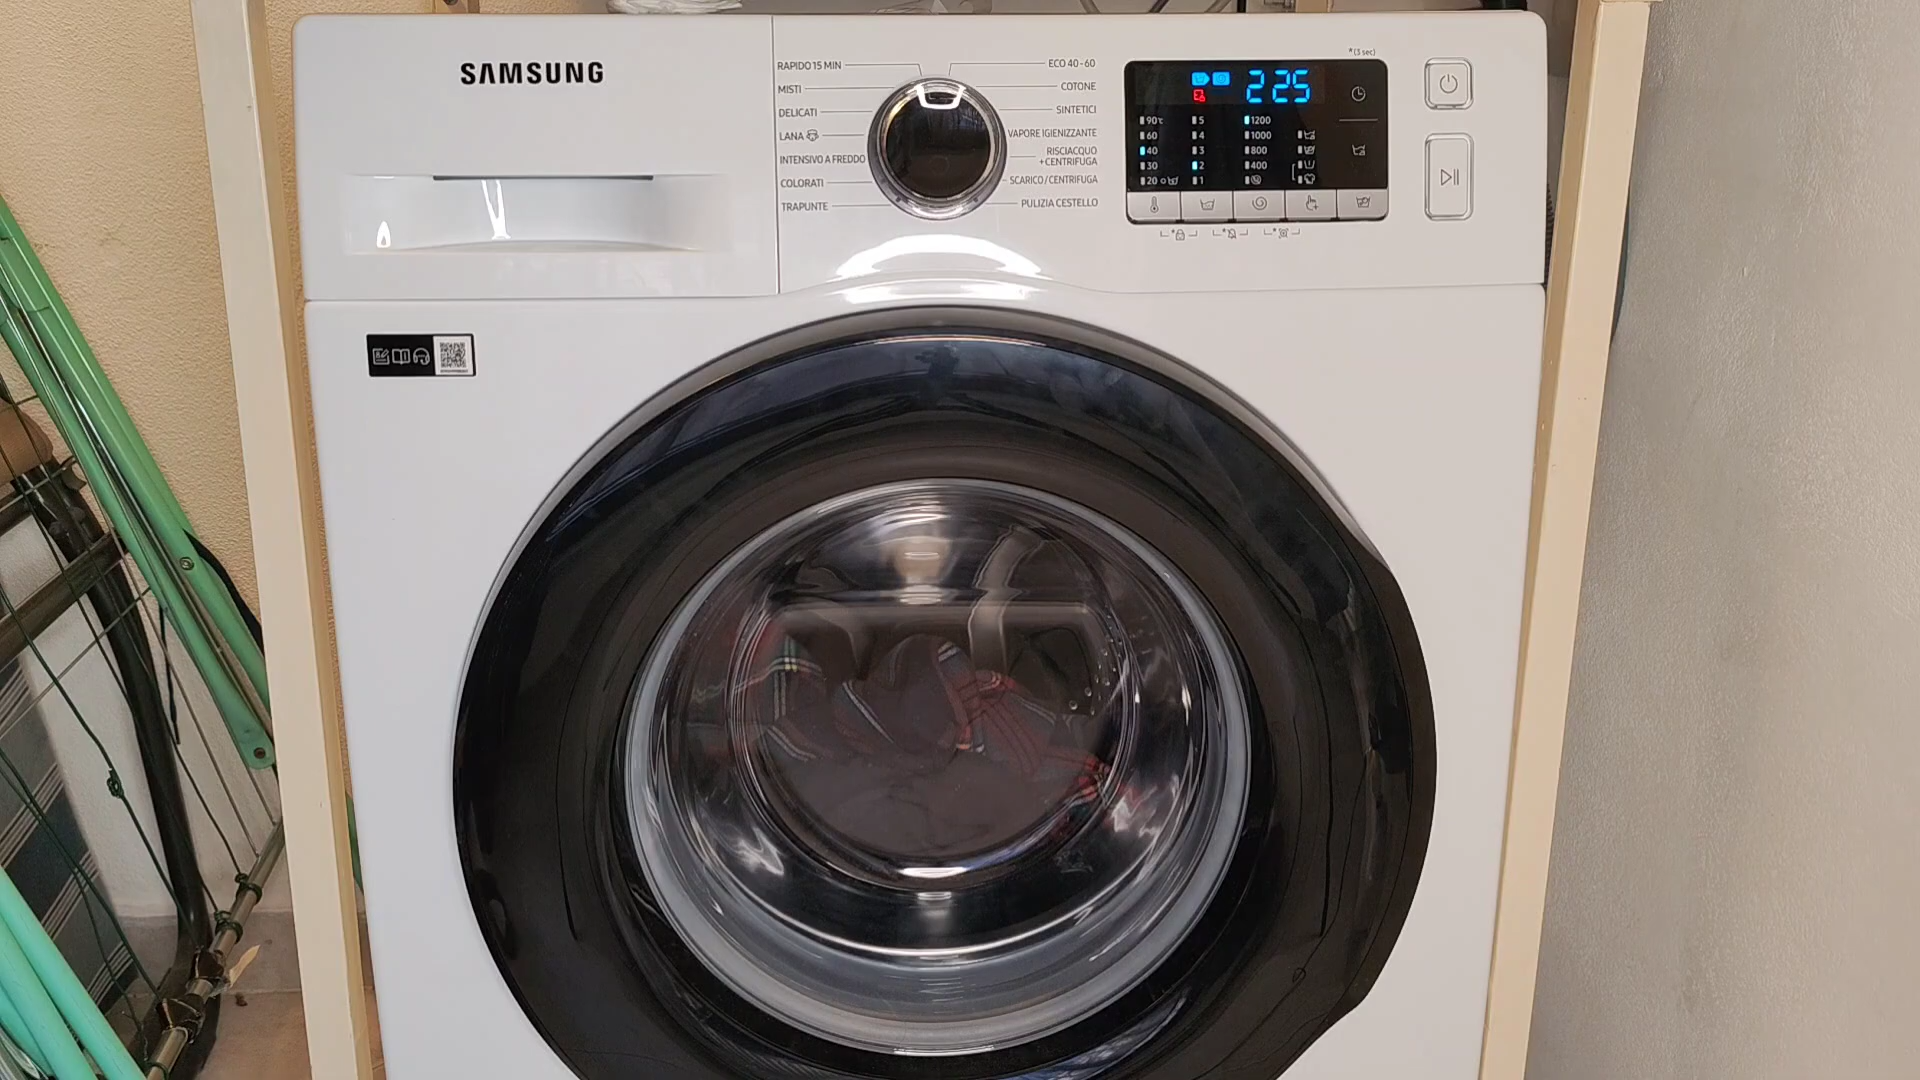 SAMSUNG
RAPIDO 15 MIN
MISTI
DELICATI
LANA
INTENSIVO A FREDDO
COLORATI
TRAPUNTE
ECO 40-60
COTONE
SINTETICI
VAPORE IGIENIZZANTE
RISCIACQUO
+CENTRIFUGA
SCARICO/CENTRIFUGA
PULIZIA CESTELLO
*(3 sec)
2 25
90℃ 5 1200
60 4 1000
40 3 800
30 2 400
20 1